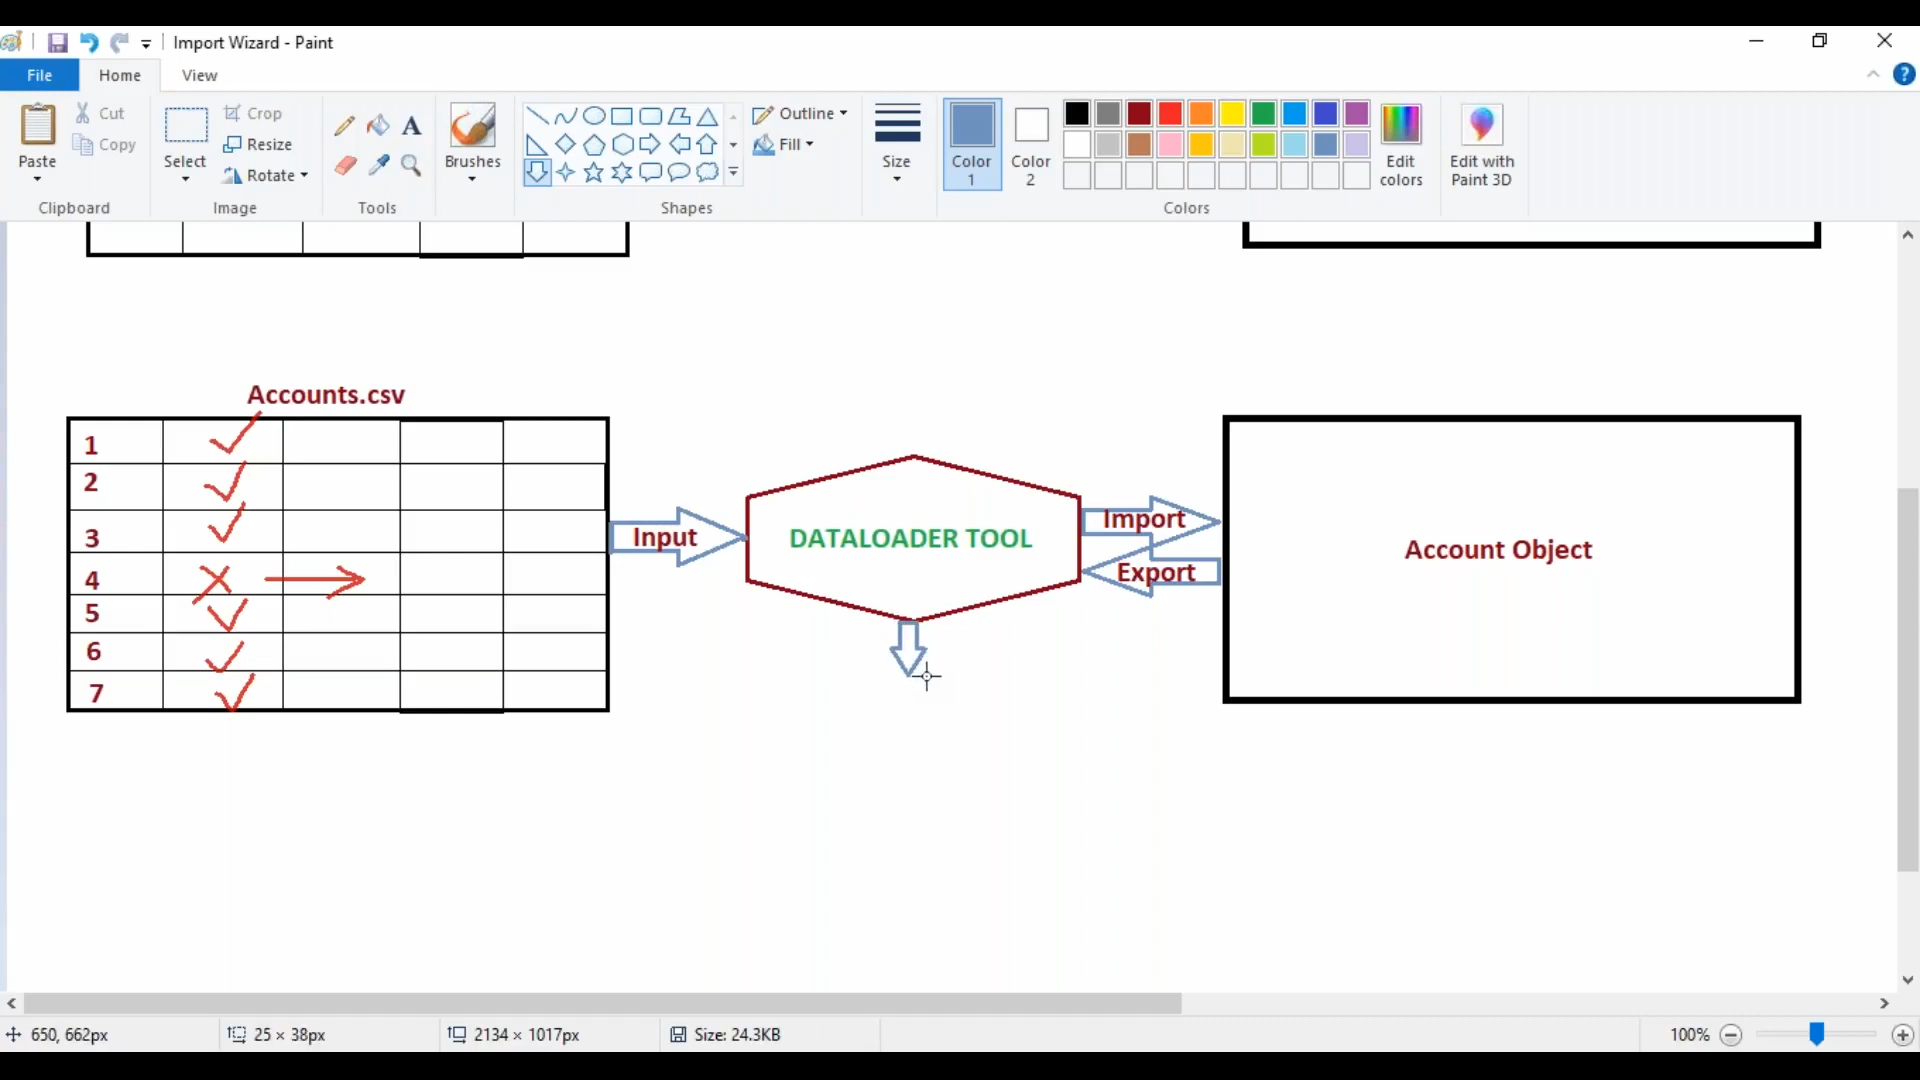 Import Wizard - Paint
File Home View
Paste Cut Copy Clipboard
Select Crop Resize Rotate Image
Tools
Brushes
Shapes
Outline
Fill
Size
Color 1
Color 2
Colors
Edit colors
Edit with Paint 3D
Accounts.csv
1
2
3
4
5
6
7
Input
DATALOADER TOOL
Import
Export
Account Object
650, 662px 25 × 38px 2134 × 1017px Size: 24.3KB 100%